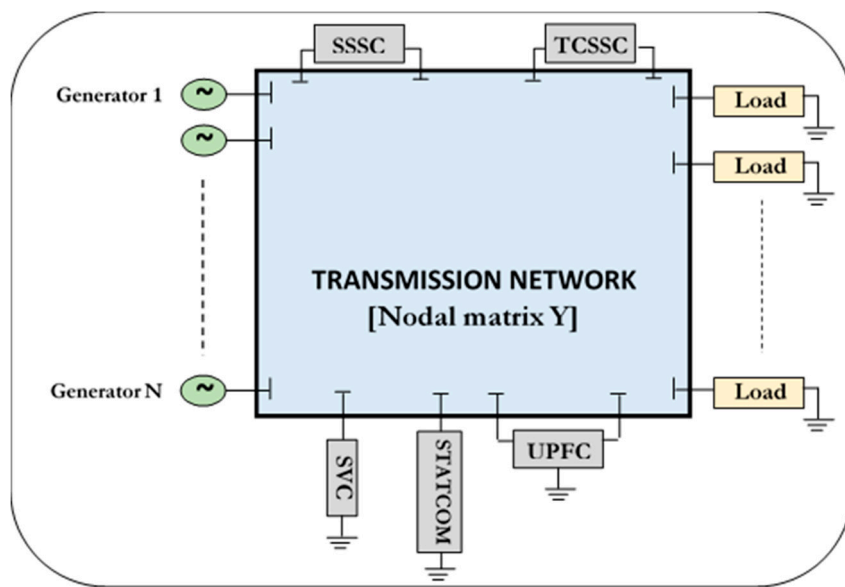 SSSC
TCSSC
Generator 1
~
Load
~
Load
TRANSMISSION NETWORK
[Nodal matrix Y]
Generator N
~
Load
SVC
STATCOM
UPFC